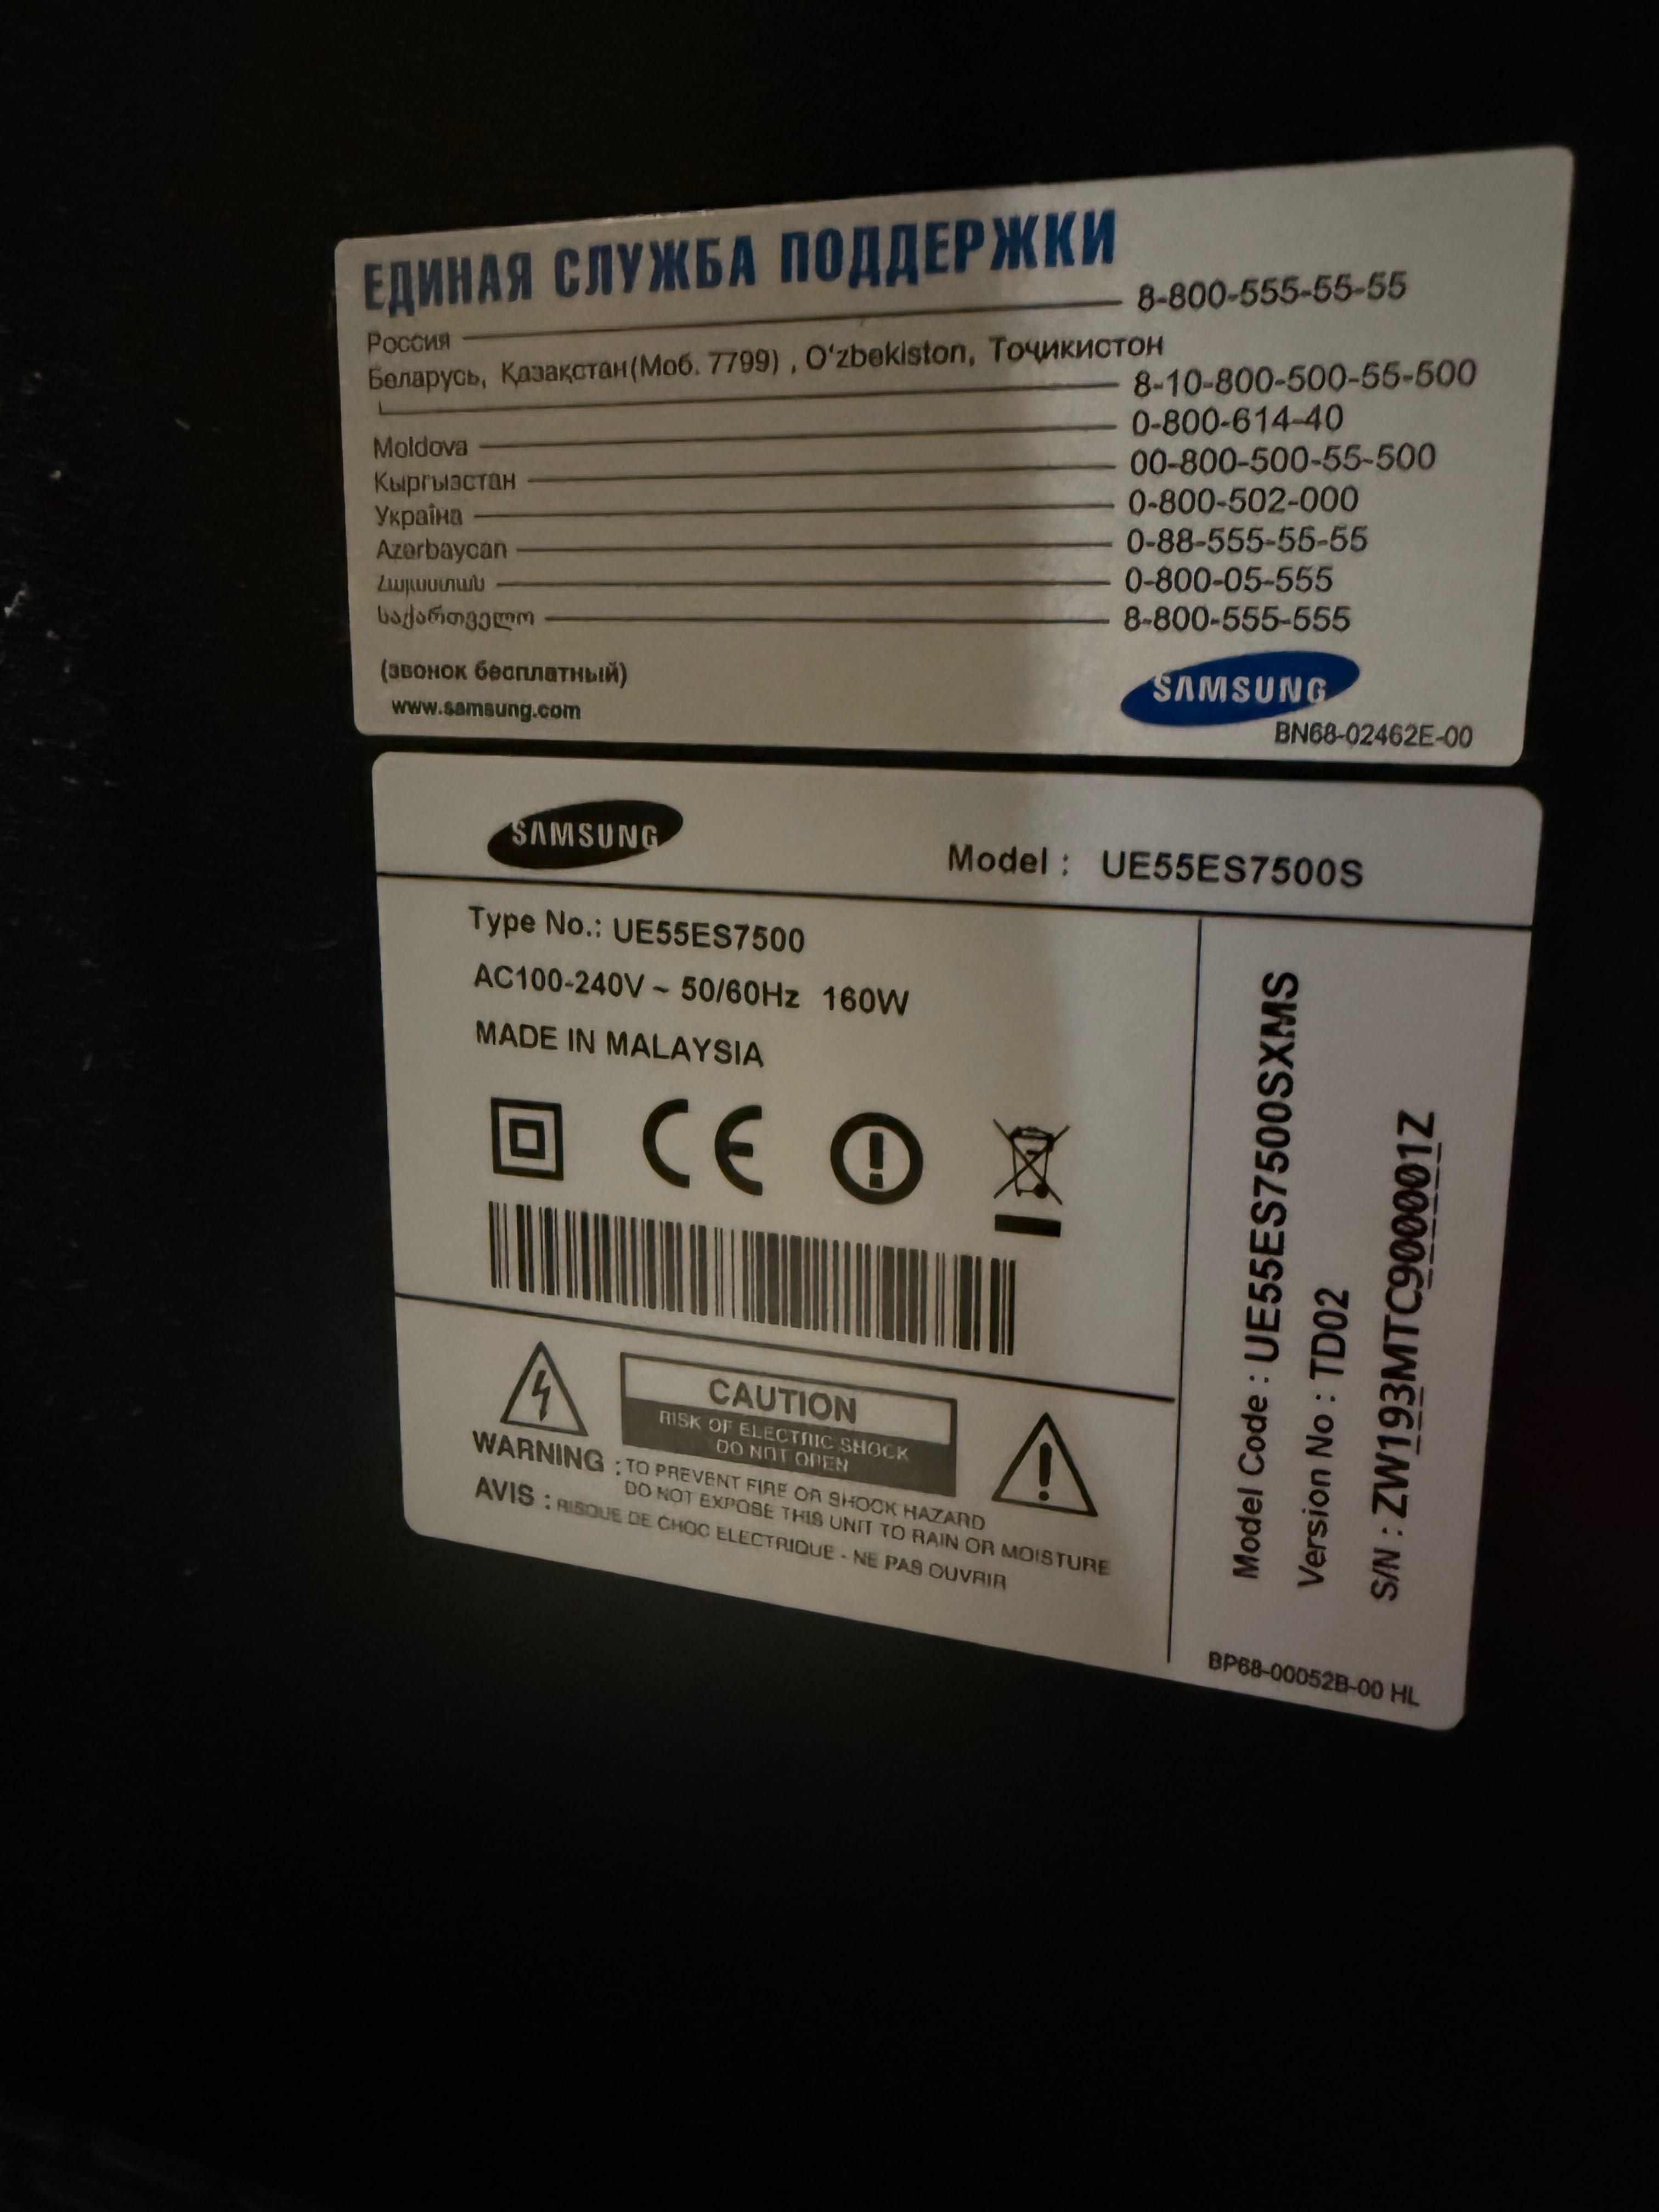 ЕДИНАЯ СЛУЖБА ПОДДЕРЖКИ
Россия 8-800-555-55-55
Беларусь, Қазақстан(Моб. 7799) , O‘zbekiston, Тоҷикистон
8-10-800-500-55-500
Moldova 0-800-614-40
Кыргызстан 00-800-500-55-500
Україна 0-800-502-000
Azərbaycan 0-88-555-55-55
Հայաստան 0-800-05-555
საქართველო 8-800-555-555
(звонок бесплатный)
www.samsung.com
SAMSUNG
BN68-02462E-00
SAMSUNG
Model : UE55ES7500S
Type No.: UE55ES7500
AC100-240V ~ 50/60Hz 160W
MADE IN MALAYSIA
CE
CAUTION
RISK OF ELECTRIC SHOCK
DO NOT OPEN
WARNING : TO PREVENT FIRE OR SHOCK HAZARD
DO NOT EXPOSE THIS UNIT TO RAIN OR MOISTURE
AVIS : RISQUE DE CHOC ELECTRIQUE - NE PAS OUVRIR
Model Code : UE55ES7500SXMS
Version No : TD02
S/N : ZW193MTC900001Z
BP68-00052B-00 HL